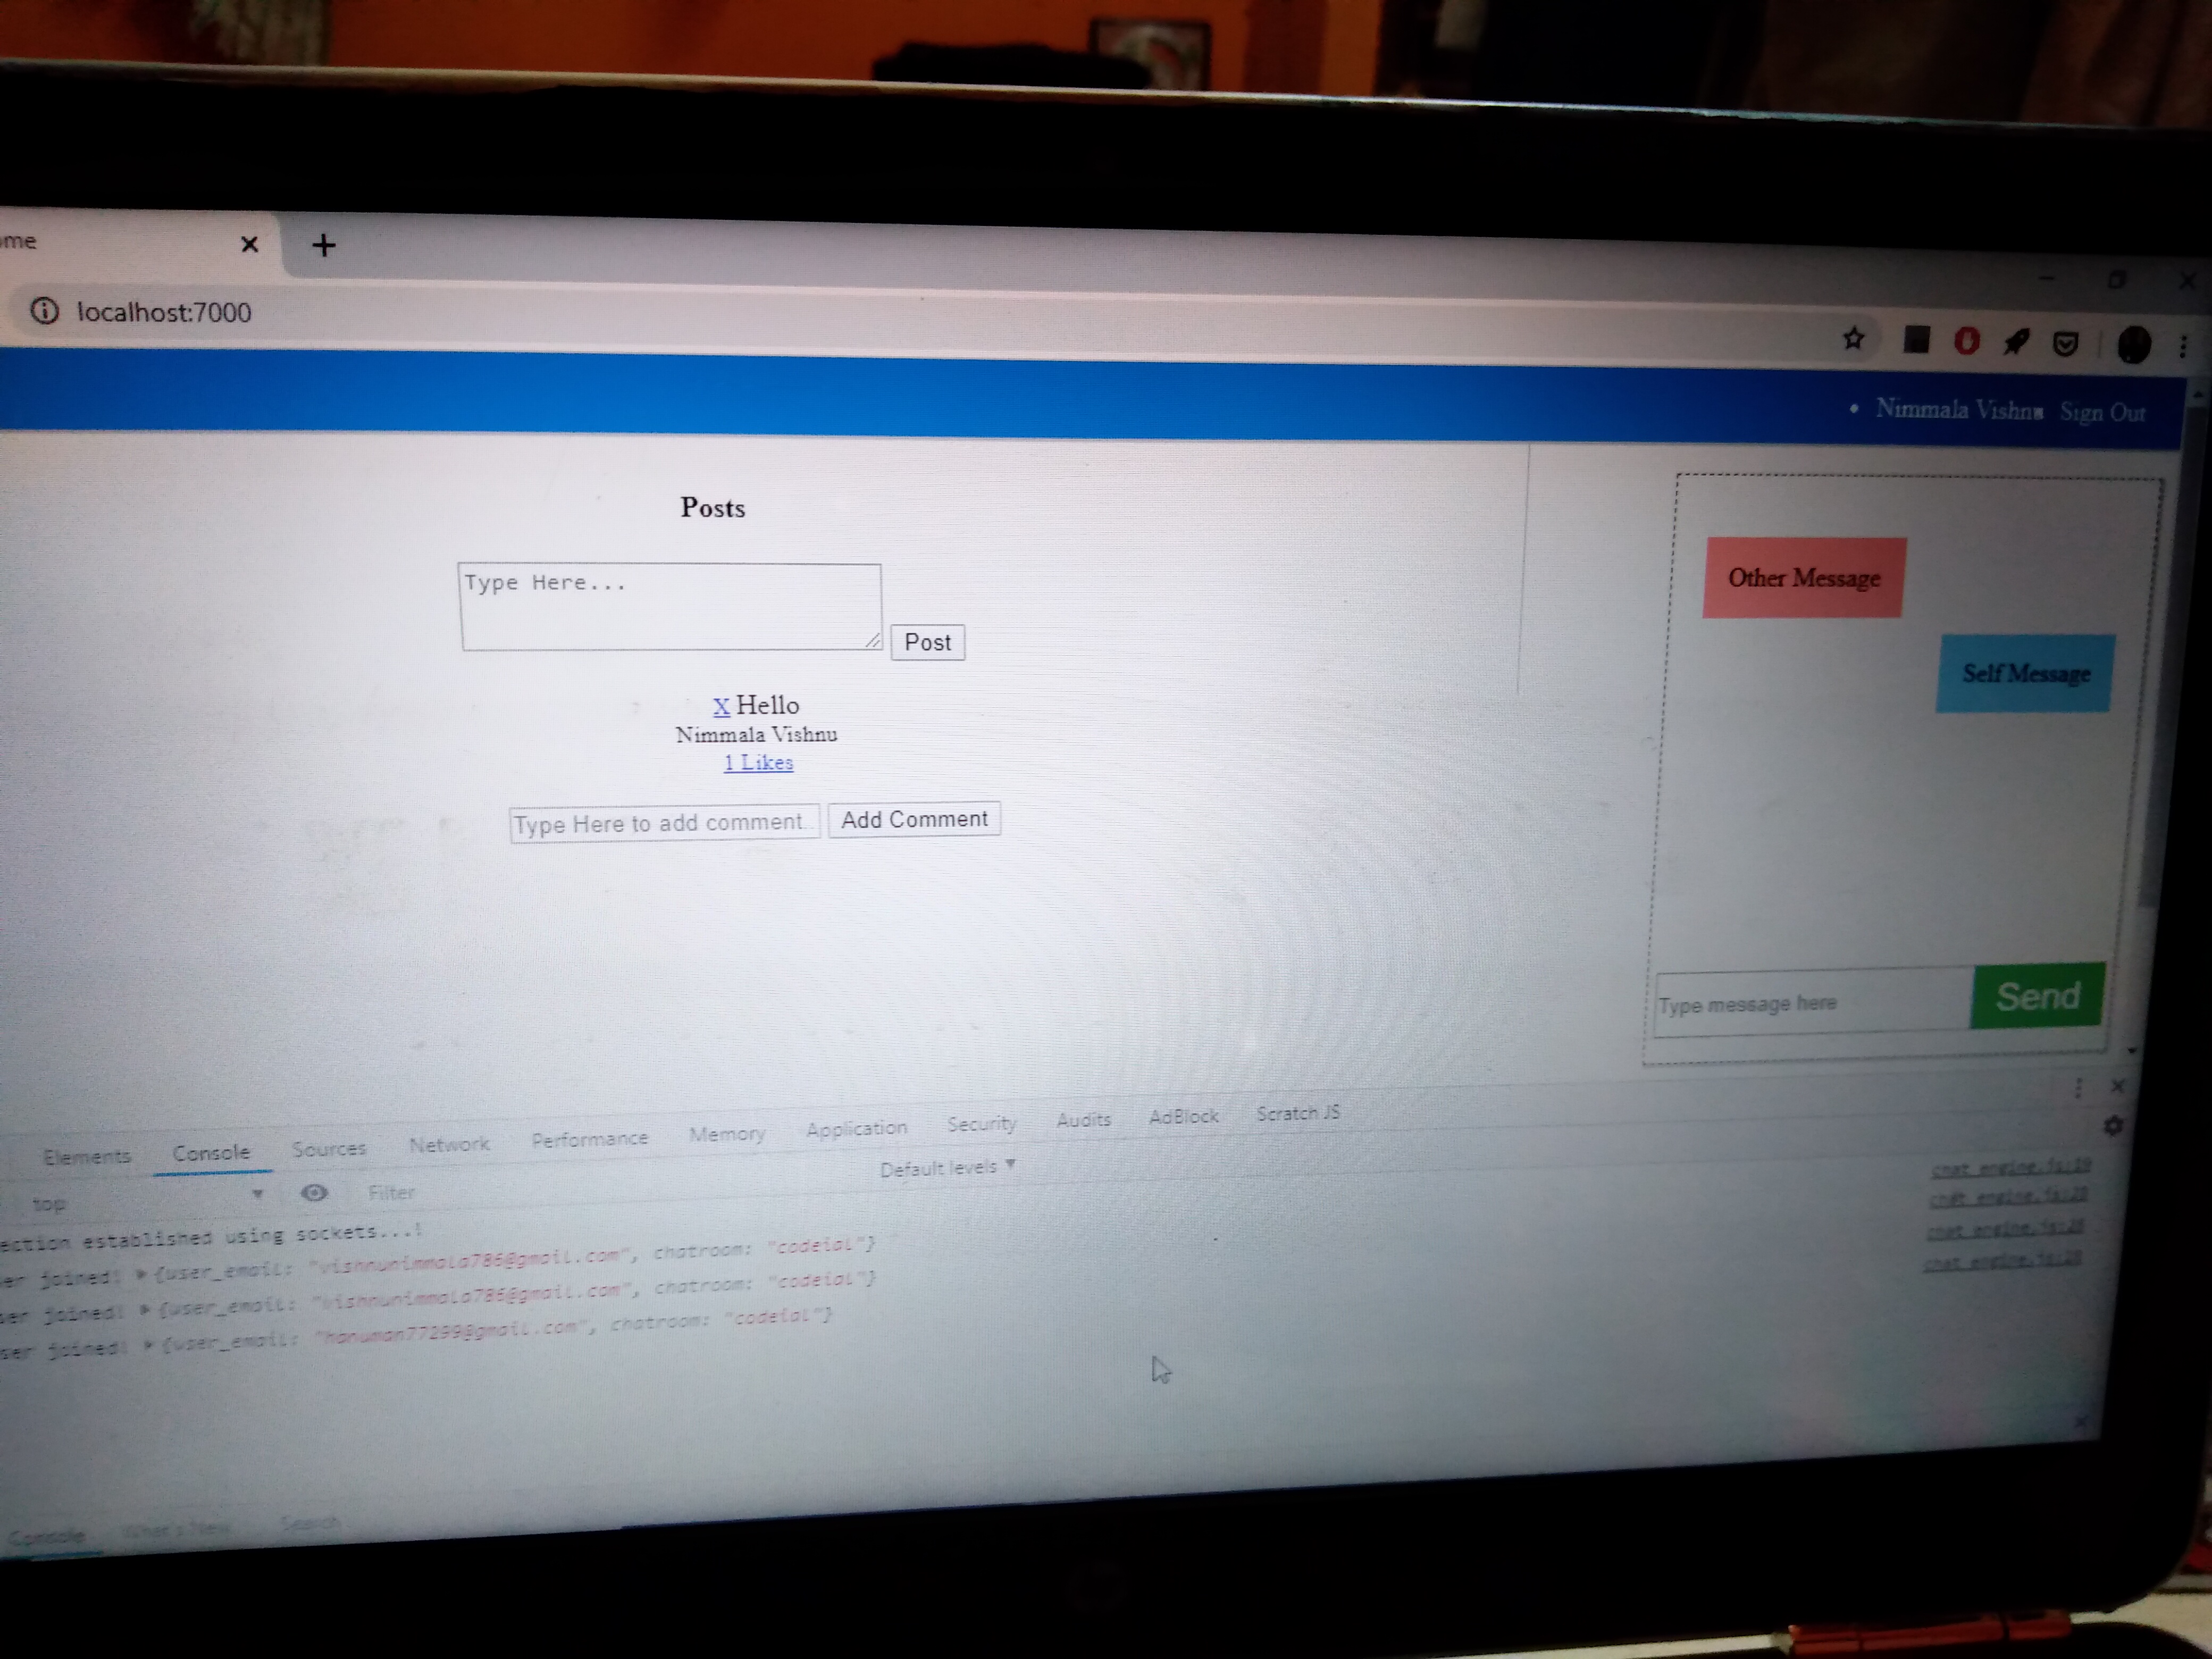 ome
localhost:7000
Nimmala Vishnu Sign Out
Posts
Type Here...
Post
X Hello
Nimmala Vishnu
1 Likes
Type Here to add comment..
Add Comment
Other Message
Self Message
Type message here
Send
Elements Console Sources Network Performance Memory Application Security Audits AdBlock Scratch JS
top Filter Default levels
ection established using sockets...!
er joined! {user_email: "vishnunimmala786@gmail.com", chatroom: "codeial"}
ser joined! {user_email: "vishnunimmala786@gmail.com", chatroom: "codeial"}
ser joined! {user_email: "hanuman77299@gmail.com", chatroom: "codeial"}
chat_engine.js:19
chat_engine.js:28
chat_engine.js:28
chat_engine.js:28
Console What's New Search